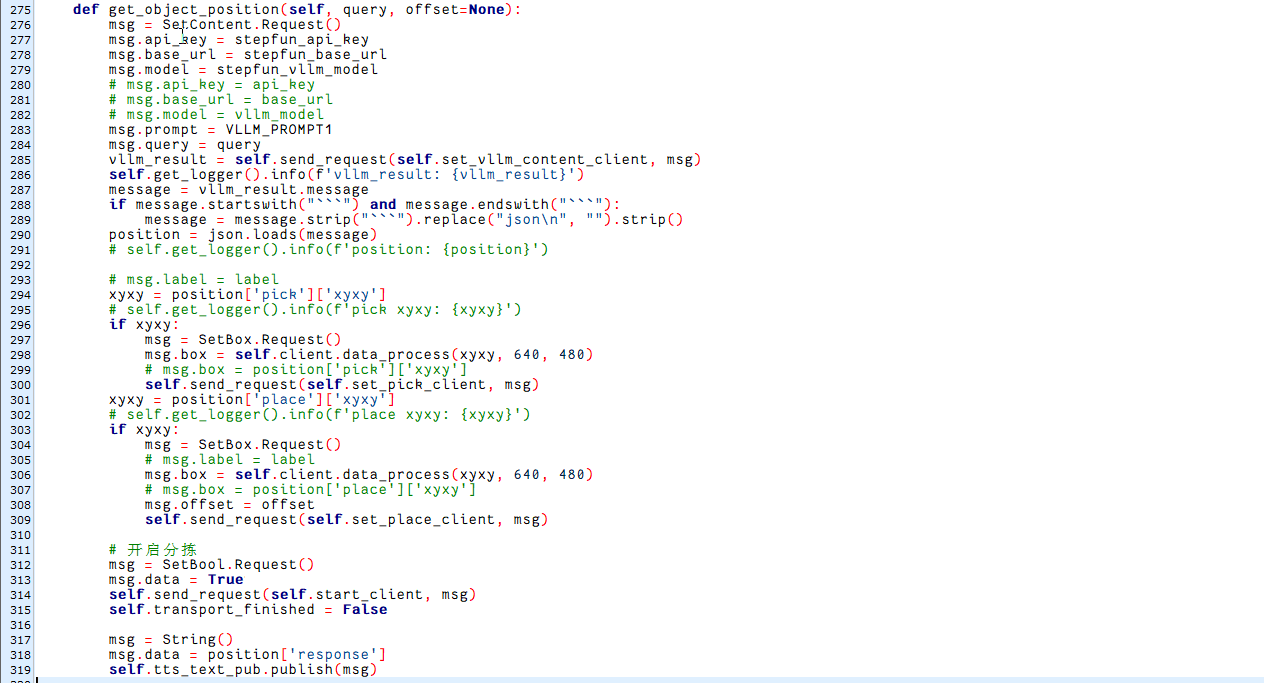 275 def get_object_position(self, query, offset=None):
276 msg = SetContent.Request()
277 msg.api_key = stepfun_api_key
278 msg.base_url = stepfun_base_url
279 msg.model = stepfun_vllm_model
280 # msg.api_key = api_key
281 # msg.base_url = base_url
282 # msg.model = vllm_model
283 msg.prompt = VLLM_PROMPT1
284 msg.query = query
285 vllm_result = self.send_request(self.set_vllm_content_client, msg)
286 self.get_logger().info(f'vllm_result: {vllm_result}')
287 message = vllm_result.message
288 if message.startswith("```") and message.endswith("```"):
289 message = message.strip("```").replace("json\n", "").strip()
290 position = json.loads(message)
291 # self.get_logger().info(f'position: {position}')
292
293 # msg.label = label
294 xyxy = position['pick']['xyxy']
295 # self.get_logger().info(f'pick xyxy: {xyxy}')
296 if xyxy:
297 msg = SetBox.Request()
298 msg.box = self.client.data_process(xyxy, 640, 480)
299 # msg.box = position['pick']['xyxy']
300 self.send_request(self.set_pick_client, msg)
301 xyxy = position['place']['xyxy']
302 # self.get_logger().info(f'place xyxy: {xyxy}')
303 if xyxy:
304 msg = SetBox.Request()
305 # msg.label = label
306 msg.box = self.client.data_process(xyxy, 640, 480)
307 # msg.box = position['place']['xyxy']
308 msg.offset = offset
309 self.send_request(self.set_place_client, msg)
310
311 # 开启分拣
312 msg = SetBool.Request()
313 msg.data = True
314 self.send_request(self.start_client, msg)
315 self.transport_finished = False
316
317 msg = String()
318 msg.data = position['response']
319 self.tts_text_pub.publish(msg)